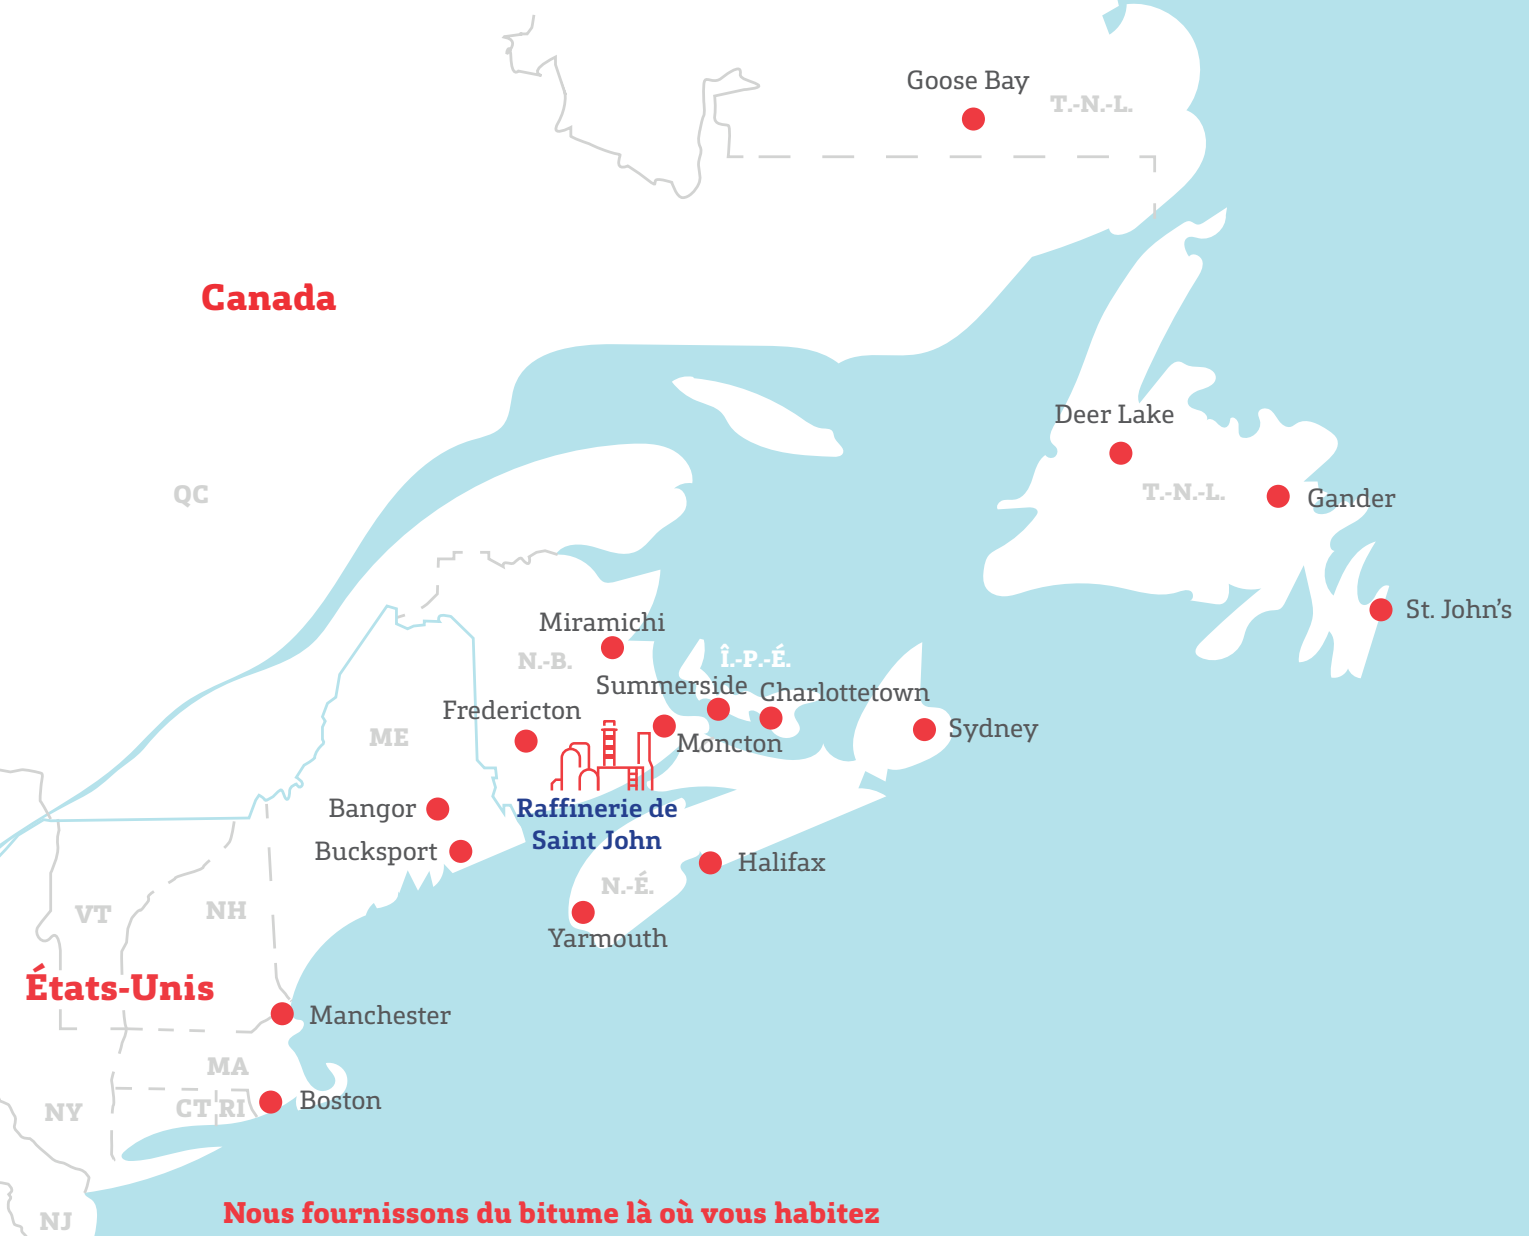 Goose Bay
T.-N.-L.
Canada
Deer Lake
QC
T.-N.-L.
Gander
St. John’s
Miramichi
N.-B.
Î.-P.-É.
Summerside
Charlottetown
Fredericton
Sydney
ME
Moncton
Bangor
Raffinerie de
Saint John
Bucksport
Halifax
N.-É.
VT
NH
Yarmouth
États-Unis
Manchester
MA
Boston
CT
RI
NY
Nous fournissons du bitume là où vous habitez
NJ